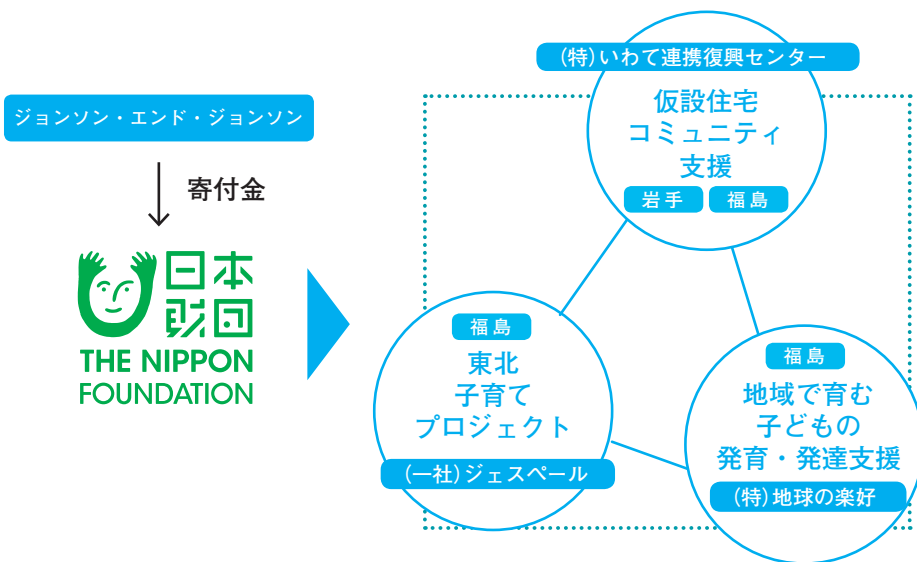 ジョンソン・エンド・ジョンソン
寄付金
日本
財団
THE NIPPON
FOUNDATION
(特)いわて連携復興センター
仮設住宅
コミュニティ
支援
岩手 福島
福島
東北
子育て
プロジェクト
(一社)ジェスペール
福島
地域で育む
子どもの
発育・発達支援
(特)地球の楽好